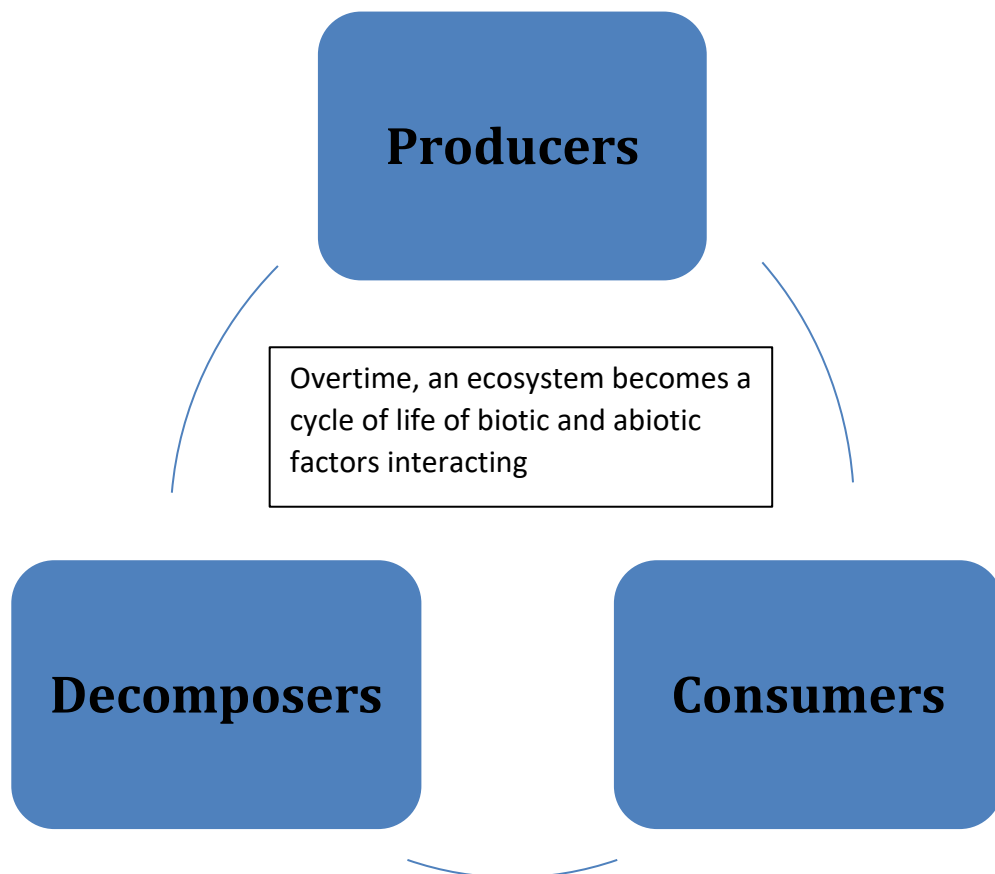 Producers
Overtime, an ecosystem becomes a
cycle of life of biotic and abiotic
factors interacting
Decomposers
Consumers